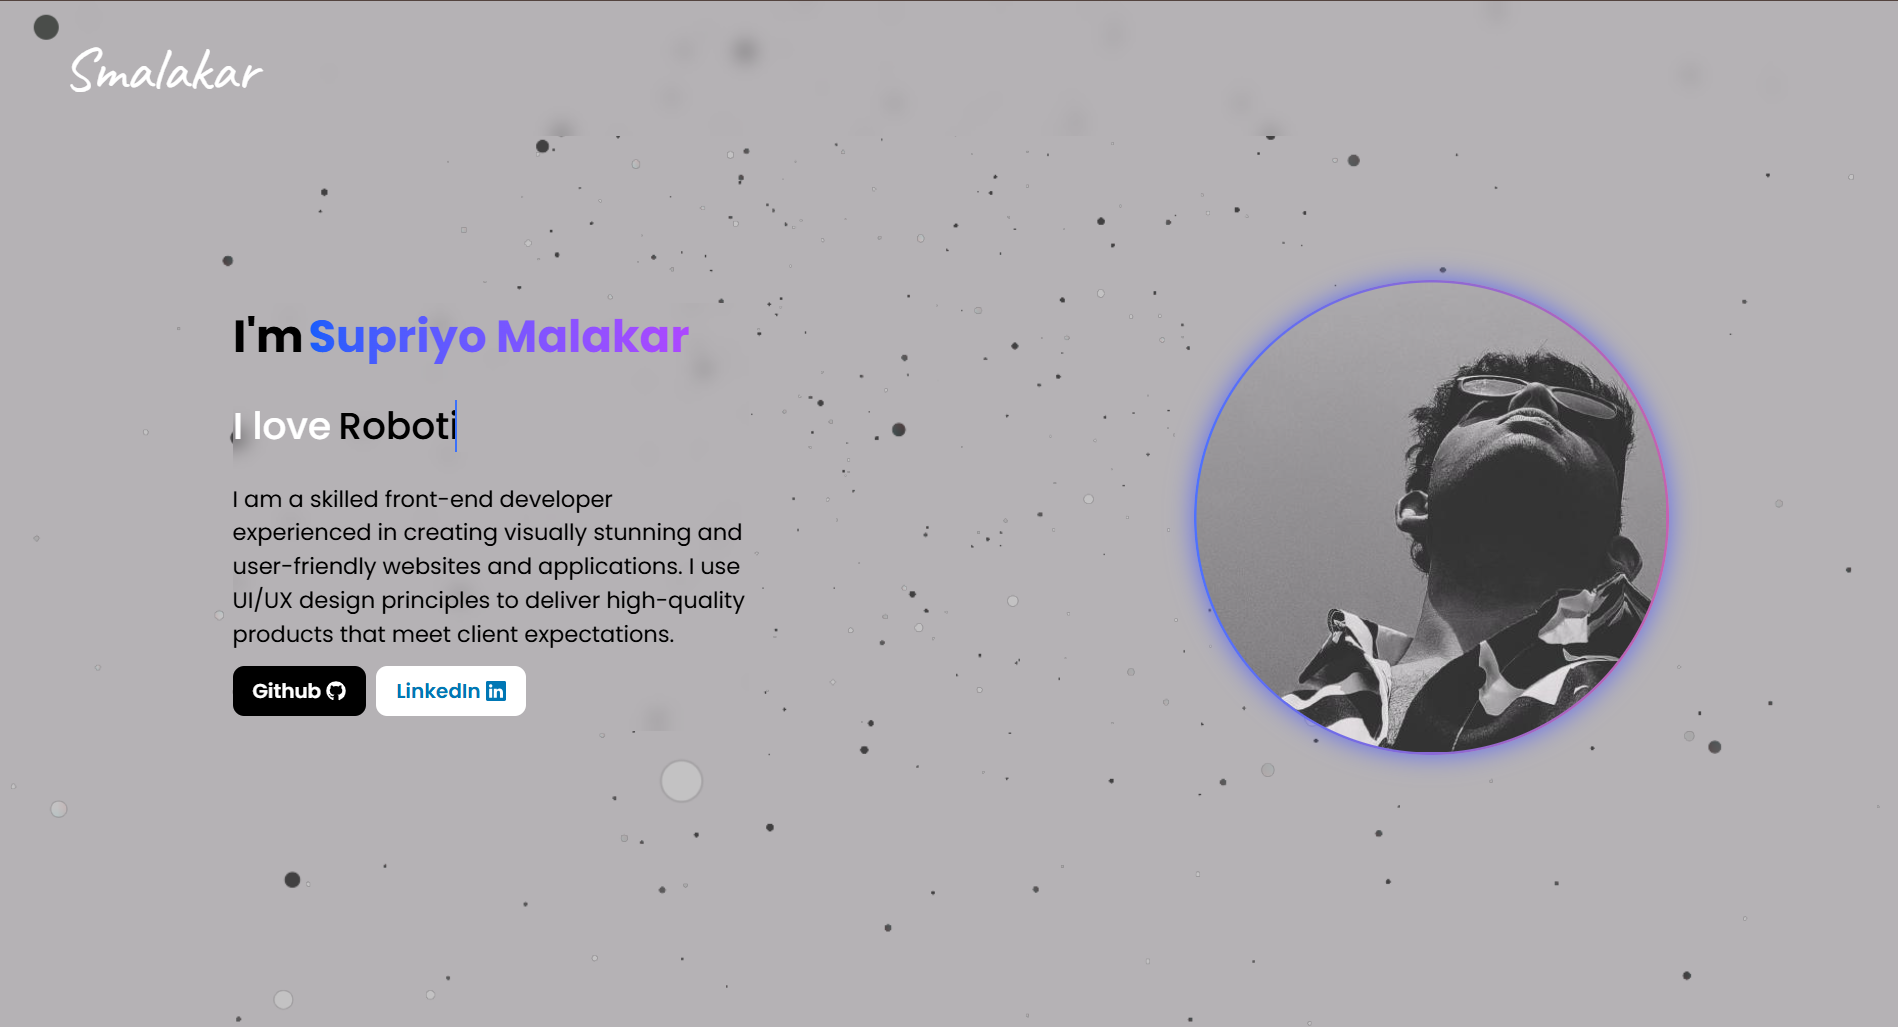 Smalakar
I'm Supriyo Malakar
I love Roboti
I am a skilled front-end developer
experienced in creating visually stunning and
user-friendly websites and applications. I use
UI/UX design principles to deliver high-quality
products that meet client expectations.
Github LinkedIn